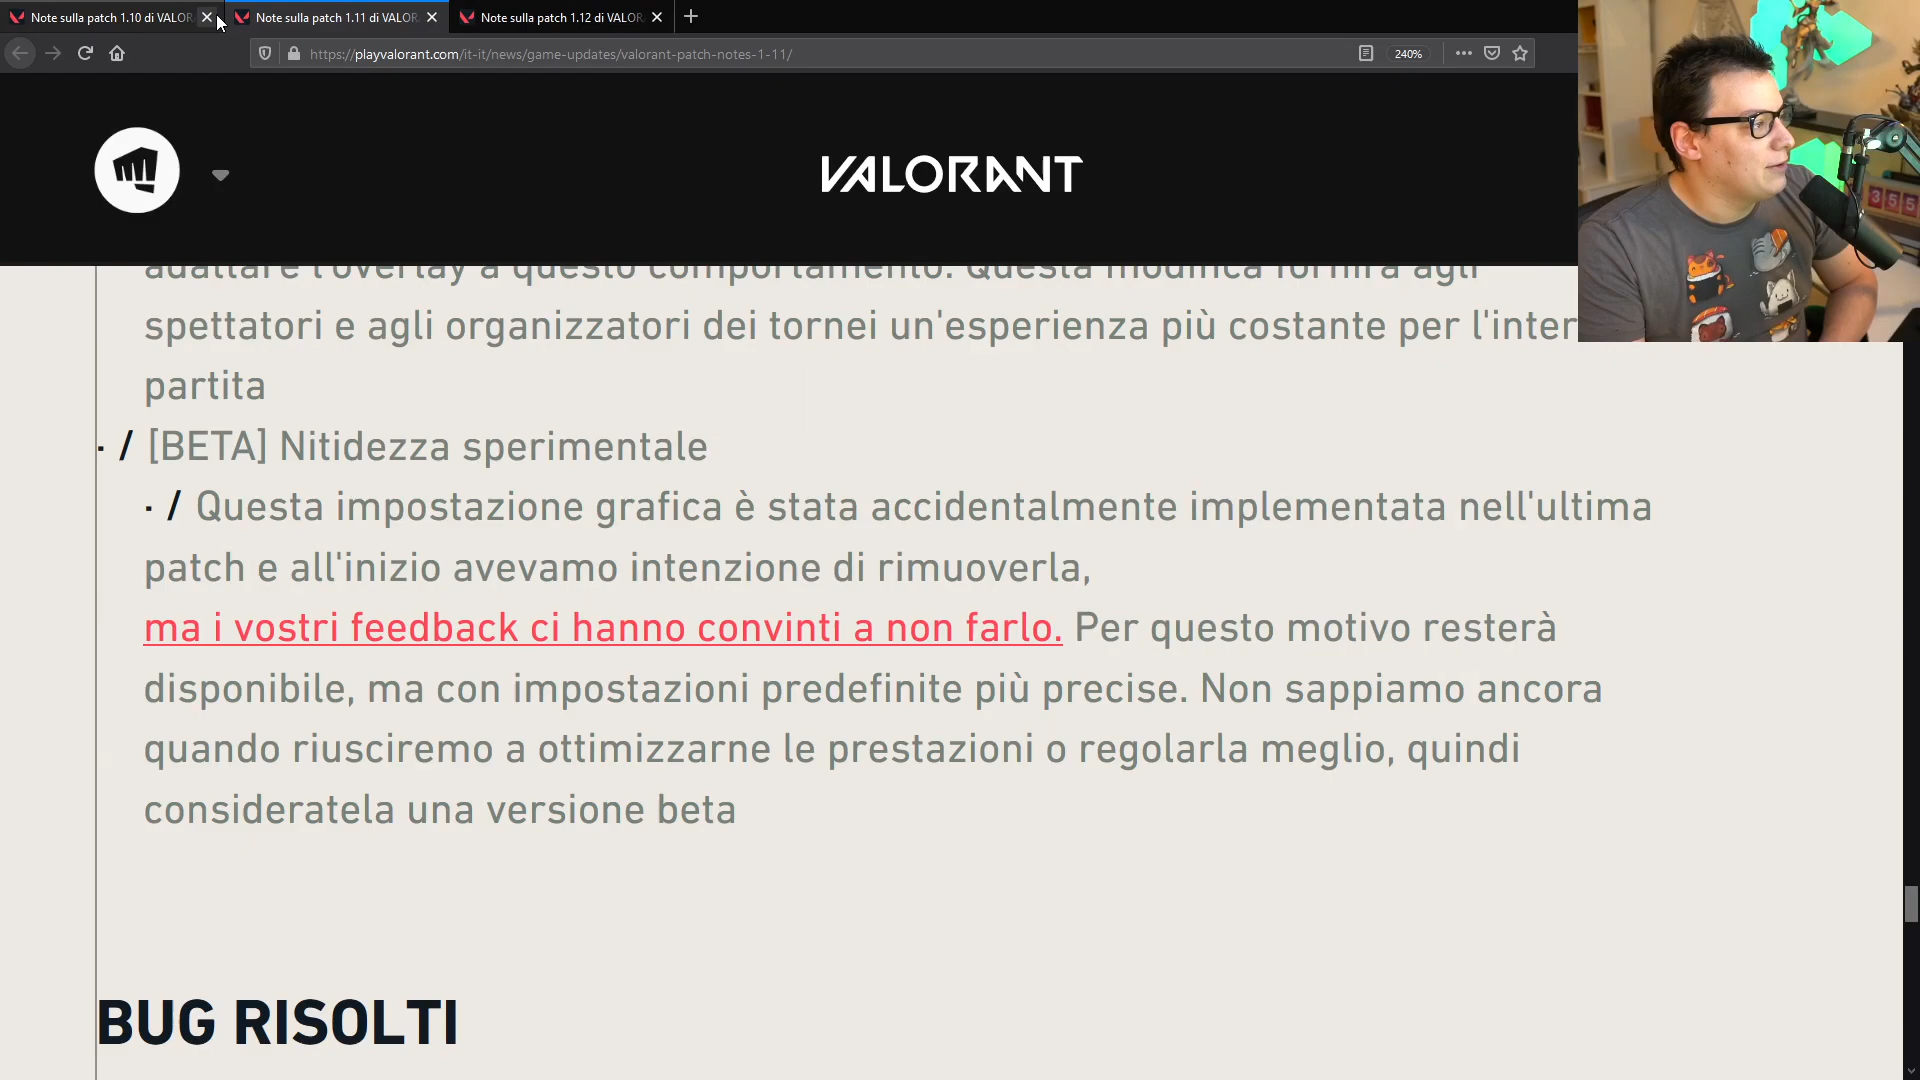 Note sulla patch 1.10 di VALOR
Note sulla patch 1.11 di VALOR
Note sulla patch 1.12 di VALOR
https://playvalorant.com/it-it/news/game-updates/valorant-patch-notes-1-11/
240%
VALORANT
355
adattare l'overlay a questo comportamento. Questa modifica fornirà agli
spettatori e agli organizzatori dei tornei un'esperienza più costante per l'inter
partita
· / [BETA] Nitidezza sperimentale
· / Questa impostazione grafica è stata accidentalmente implementata nell'ultima
patch e all'inizio avevamo intenzione di rimuoverla,
ma i vostri feedback ci hanno convinti a non farlo. Per questo motivo resterà
disponibile, ma con impostazioni predefinite più precise. Non sappiamo ancora
quando riusciremo a ottimizzarne le prestazioni o regolarla meglio, quindi
consideratela una versione beta
BUG RISOLTI